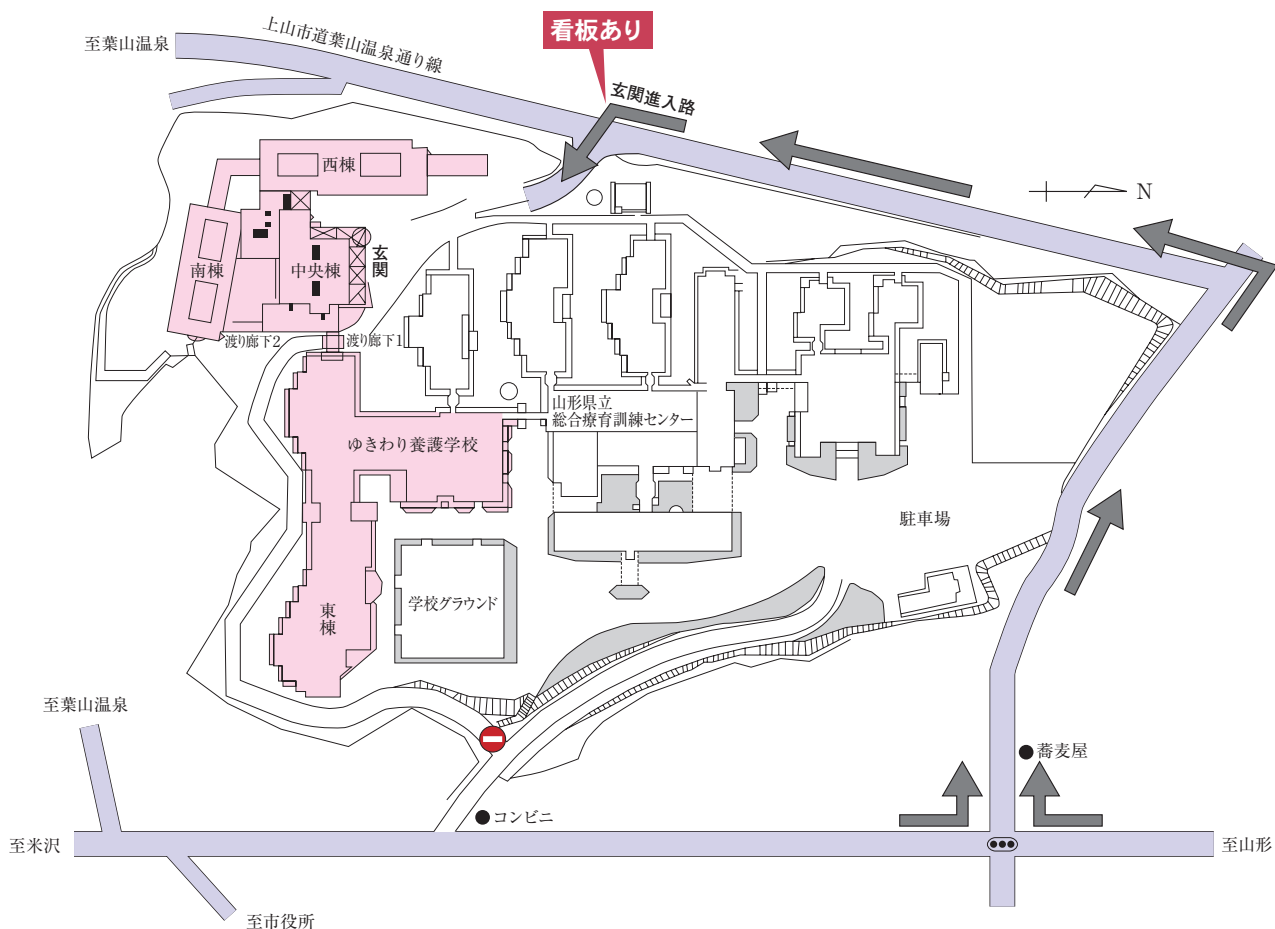 看板あり
上山市道葉山温泉通り線
至葉山温泉
玄関進入路
西棟
N
玄関
南棟
中央棟
渡り廊下2
渡り廊下1
山形県立
総合療育訓練センター
ゆきわり養護学校
駐車場
学校グラウンド
東棟
至葉山温泉
蕎麦屋
コンビニ
至米沢
至山形
至市役所